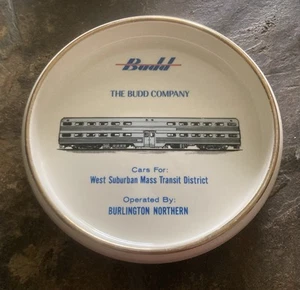 Budd
THE BUDD COMPANY
Cars For:
West Suburban Mass Transit District
Operated By:
BURLINGTON NORTHERN